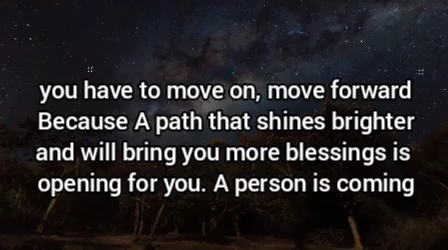 you have to move on, move forward
Because A path that shines brighter
and will bring you more blessings is
opening for you. A person is coming